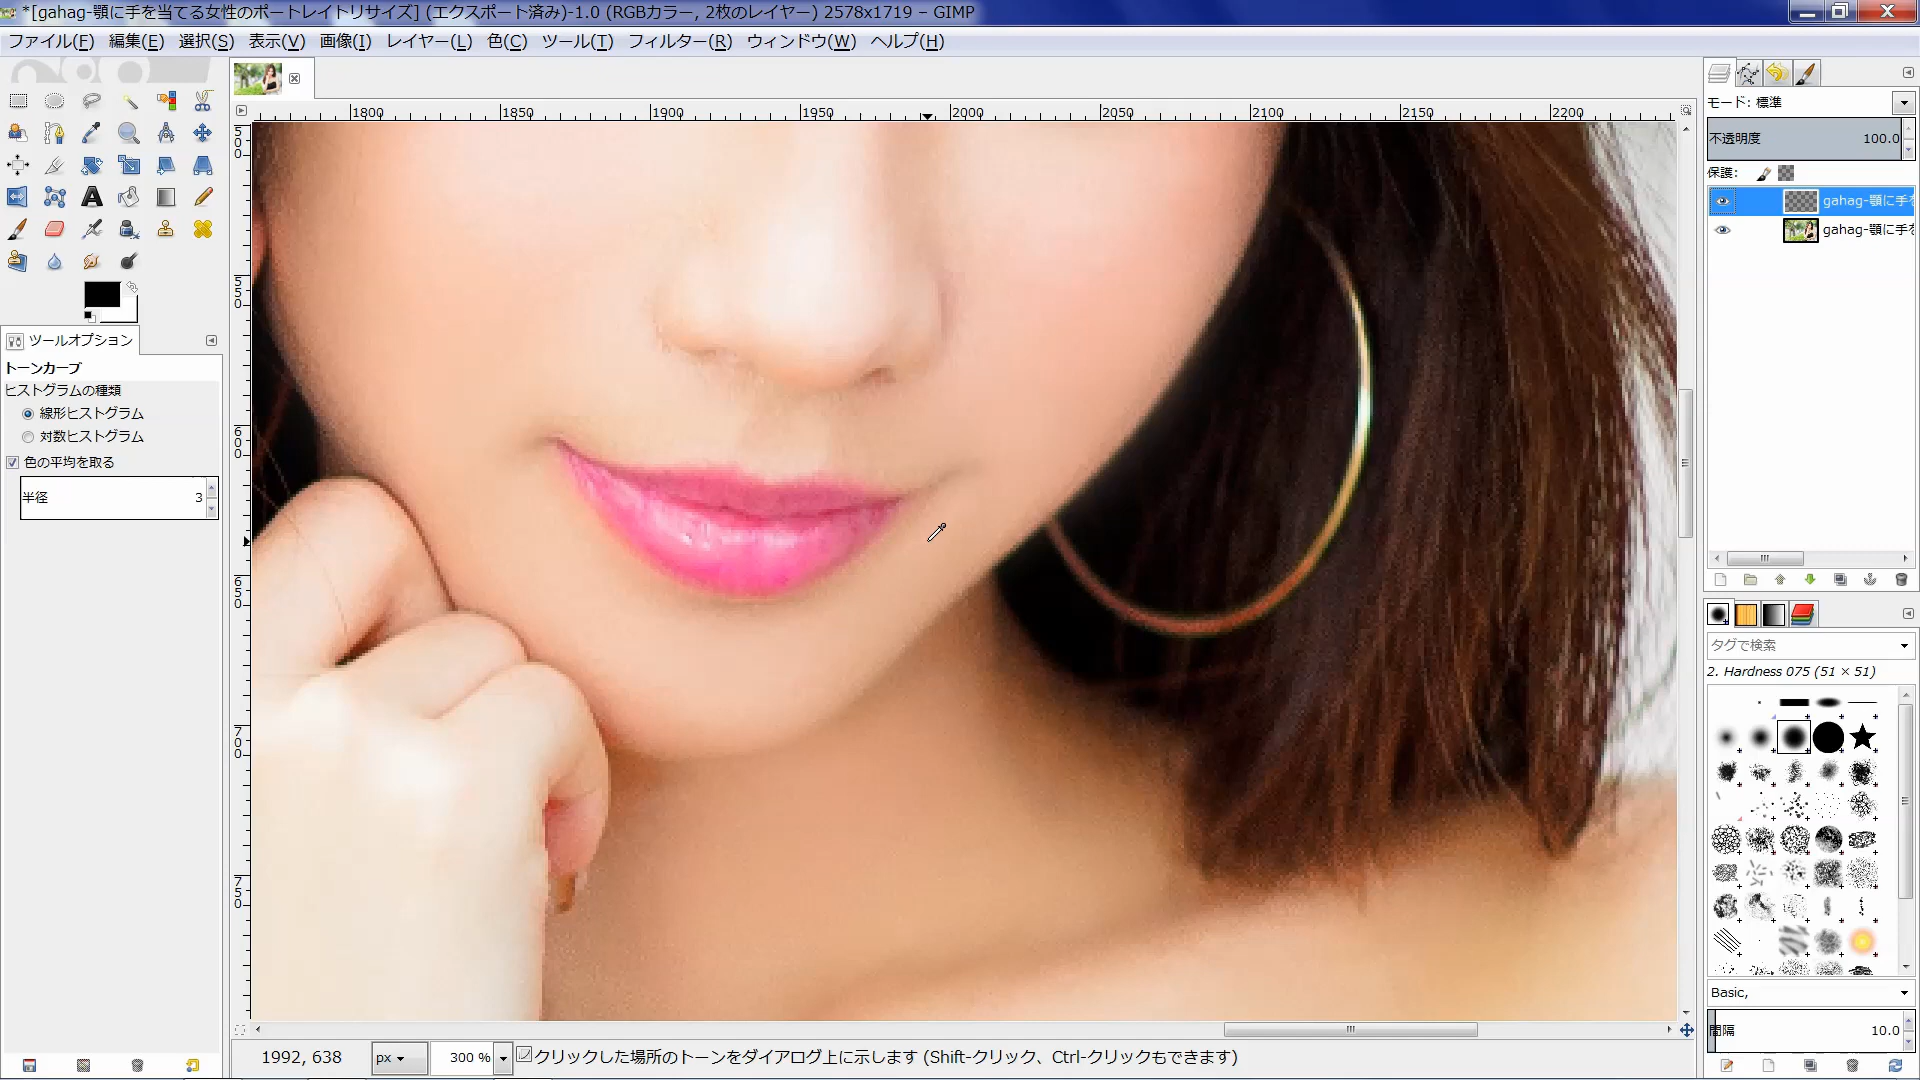 *[gahag-顎に手を当てる女性のポートレイトリサイズ] (エクスポート済み)-1.0 (RGBカラー, 2枚のレイヤー) 2578x1719 – GIMP
ファイル(F) 編集(E) 選択(S) 表示(V) 画像(I) レイヤー(L) 色(C) ツール(T) フィルター(R) ウィンドウ(W) ヘルプ(H)
1800 1850 1900 1950 2000 2050 2100 2150 2200
500
550
600
650
700
750
ツールオプション
トーンカーブ
ヒストグラムの種類
線形ヒストグラム
対数ヒストグラム
色の平均を取る
半径 3
モード: 標準
不透明度 100.0
保護:
gahag-顎に手を
gahag-顎に手を
タグで検索
2. Hardness 075 (51 × 51)
Basic,
間隔 10.0
1992, 638 px 300 % クリックした場所のトーンをダイアログ上に示します (Shift-クリック、Ctrl-クリックもできます)